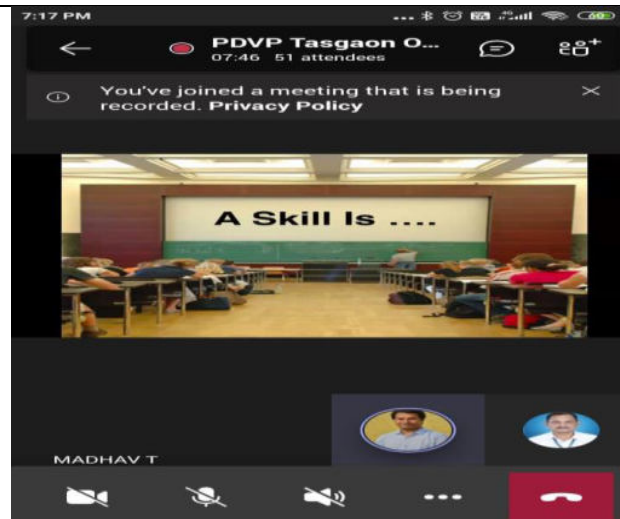 7:17 PM
60
PDVP Tasgaon O...
07:46 51 attendees
You've joined a meeting that is being
recorded. Privacy Policy
A Skill Is ....
MADHAV T